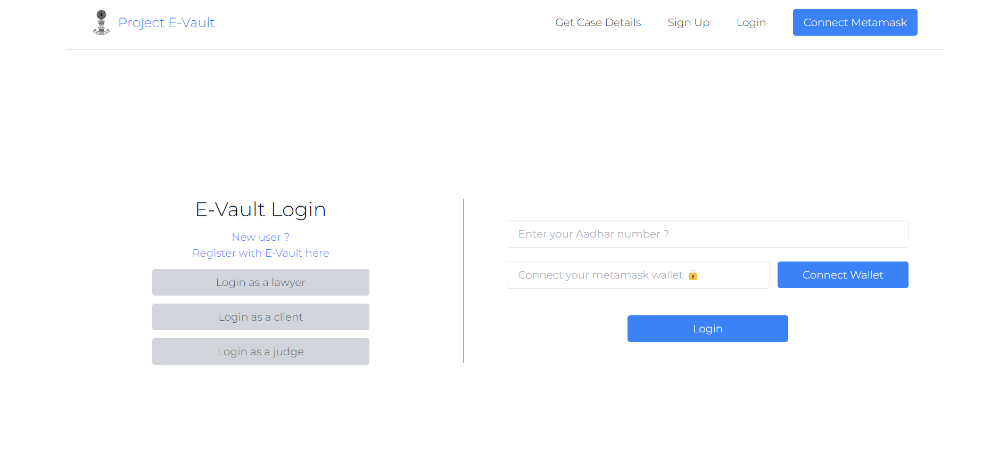 Project E-Vault
Get Case Details
Sign Up
Login
Connect Metamask
E-Vault Login
New user ?
Register with E-Vault here
Login as a lawyer
Login as a client
Login as a judge
Enter your Aadhar number ?
Connect your metamask wallet 🔒
Connect Wallet
Login